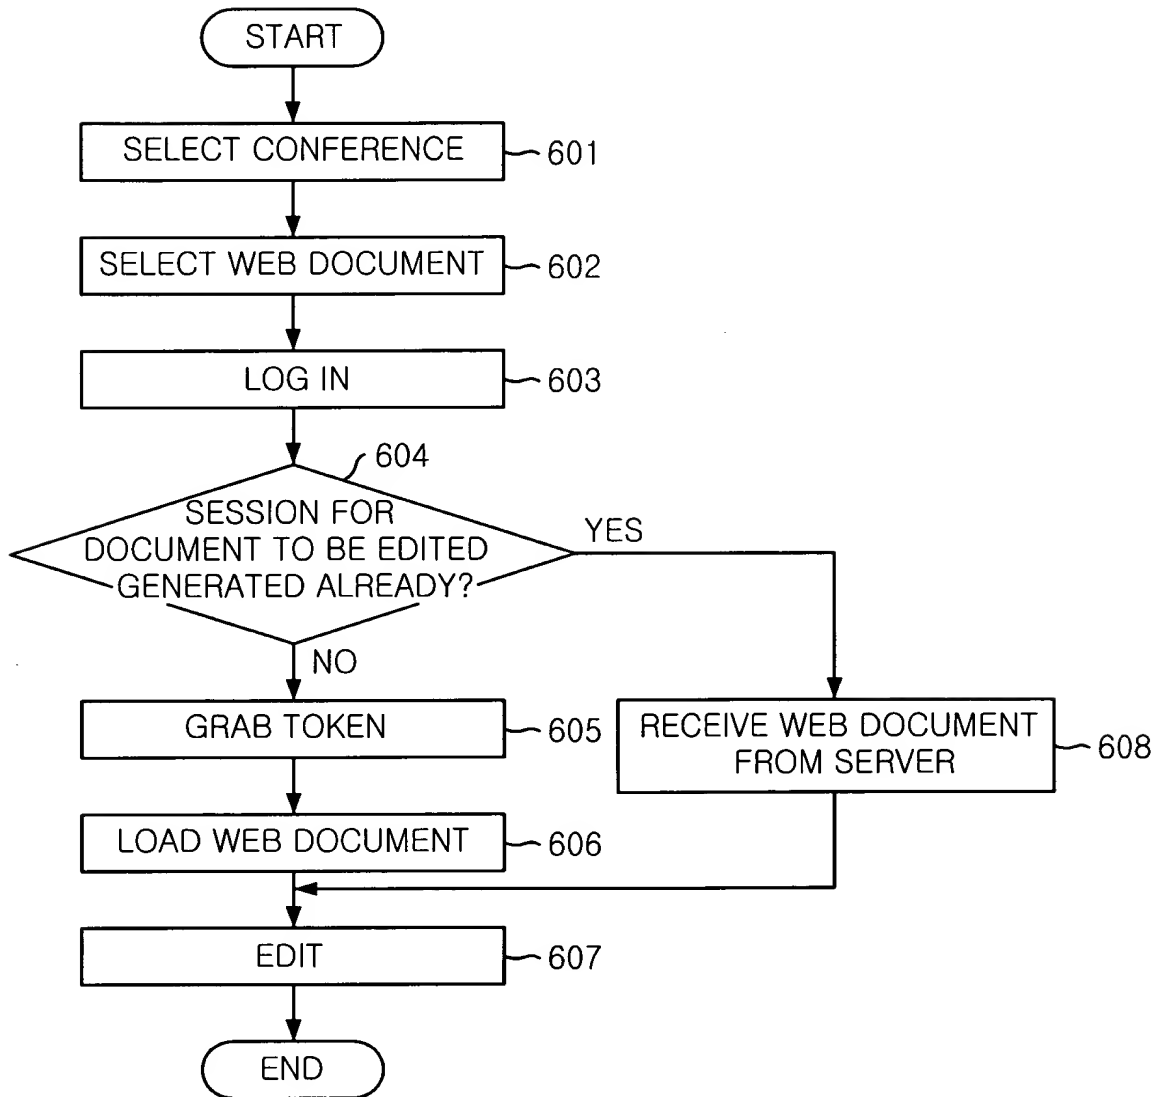 START
SELECT CONFERENCE
601
SELECT WEB DOCUMENT
602
LOG IN
603
604
SESSION FOR
DOCUMENT TO BE EDITED
GENERATED ALREADY?
YES
NO
GRAB TOKEN
605
RECEIVE WEB DOCUMENT
FROM SERVER
608
LOAD WEB DOCUMENT
606
EDIT
607
END